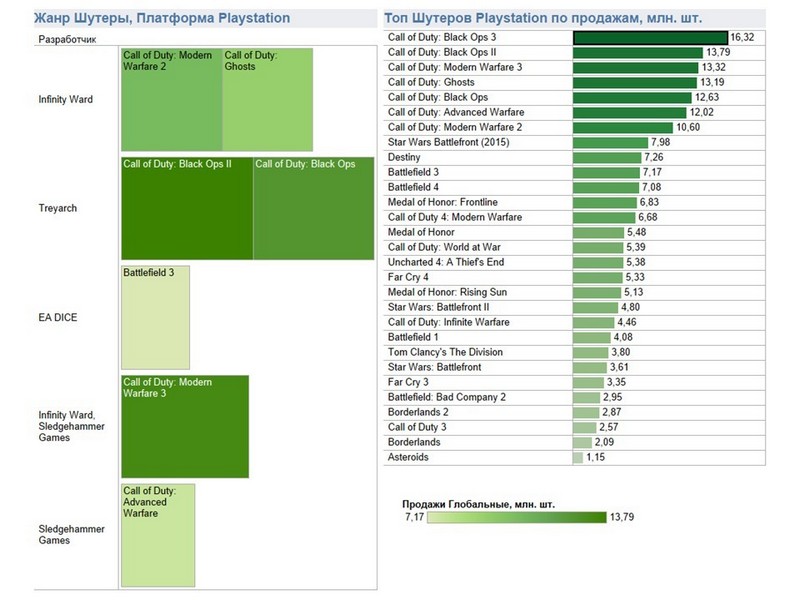 Жанр Шутеры, Платформа Playstation
Разработчик
Infinity Ward
Call of Duty: Modern
Warfare 2
Call of Duty:
Ghosts
Treyarch
Call of Duty: Black Ops II
Call of Duty: Black Ops
EA DICE
Battlefield 3
Infinity Ward,
Sledgehammer
Games
Call of Duty: Modern
Warfare 3
Sledgehammer
Games
Call of Duty:
Advanced
Warfare
Топ Шутеров Playstation по продажам, млн. шт.
Call of Duty: Black Ops 3 16,32
Call of Duty: Black Ops II 13,79
Call of Duty: Modern Warfare 3 13,32
Call of Duty: Ghosts 13,19
Call of Duty: Black Ops 12,63
Call of Duty: Advanced Warfare 12,02
Call of Duty: Modern Warfare 2 10,60
Star Wars Battlefront (2015) 7,98
Destiny 7,26
Battlefield 3 7,17
Battlefield 4 7,08
Medal of Honor: Frontline 6,83
Call of Duty 4: Modern Warfare 6,68
Medal of Honor 5,48
Call of Duty: World at War 5,39
Uncharted 4: A Thief's End 5,38
Far Cry 4 5,33
Medal of Honor: Rising Sun 5,13
Star Wars: Battlefront II 4,80
Call of Duty: Infinite Warfare 4,46
Battlefield 1 4,08
Tom Clancy's The Division 3,80
Star Wars: Battlefront 3,61
Far Cry 3 3,35
Battlefield: Bad Company 2 2,95
Borderlands 2 2,87
Call of Duty 3 2,57
Borderlands 2,09
Asteroids 1,15
Продажи Глобальные, млн. шт.
7,17 13,79